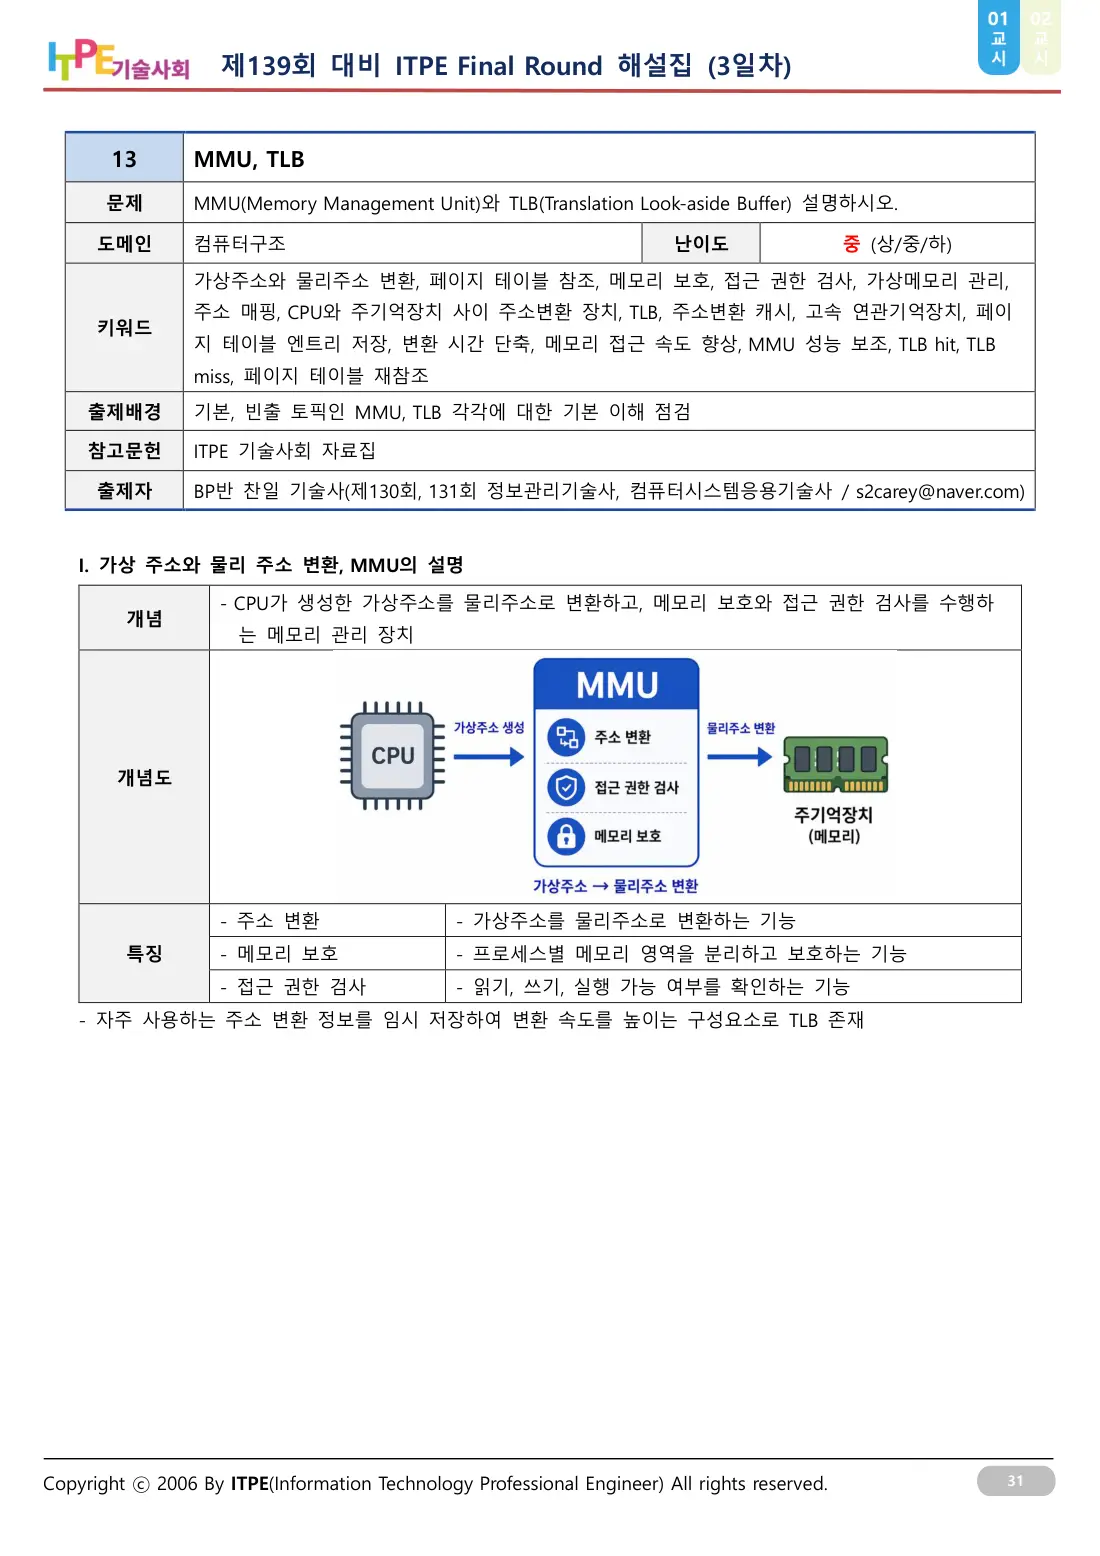 ITPE기술사회 제139회 대비 ITPE Final Round 해설집 (3일차)
01
교
시
02
교
시
13 MMU, TLB
문제 MMU(Memory Management Unit)와 TLB(Translation Look-aside Buffer) 설명하시오.
도메인 컴퓨터구조 난이도 중 (상/중/하)
키워드
가상주소와 물리주소 변환, 페이지 테이블 참조, 메모리 보호, 접근 권한 검사, 가상메모리 관리,
주소 매핑, CPU와 주기억장치 사이 주소변환 장치, TLB, 주소변환 캐시, 고속 연관기억장치, 페이
지 테이블 엔트리 저장, 변환 시간 단축, 메모리 접근 속도 향상, MMU 성능 보조, TLB hit, TLB
miss, 페이지 테이블 재참조
출제배경 기본, 빈출 토픽인 MMU, TLB 각각에 대한 기본 이해 점검
참고문헌 ITPE 기술사회 자료집
출제자 BP반 찬일 기술사(제130회, 131회 정보관리기술사, 컴퓨터시스템응용기술사 / s2carey@naver.com)
I. 가상 주소와 물리 주소 변환, MMU의 설명
개념
- CPU가 생성한 가상주소를 물리주소로 변환하고, 메모리 보호와 접근 권한 검사를 수행하
는 메모리 관리 장치
개념도
CPU
가상주소 생성
MMU
주소 변환
접근 권한 검사
메모리 보호
가상주소 → 물리주소 변환
물리주소 변환
주기억장치
(메모리)
특징
- 주소 변환 - 가상주소를 물리주소로 변환하는 기능
- 메모리 보호 - 프로세스별 메모리 영역을 분리하고 보호하는 기능
- 접근 권한 검사 - 읽기, 쓰기, 실행 가능 여부를 확인하는 기능
- 자주 사용하는 주소 변환 정보를 임시 저장하여 변환 속도를 높이는 구성요소로 TLB 존재
Copyright ⓒ 2006 By ITPE(Information Technology Professional Engineer) All rights reserved.
31